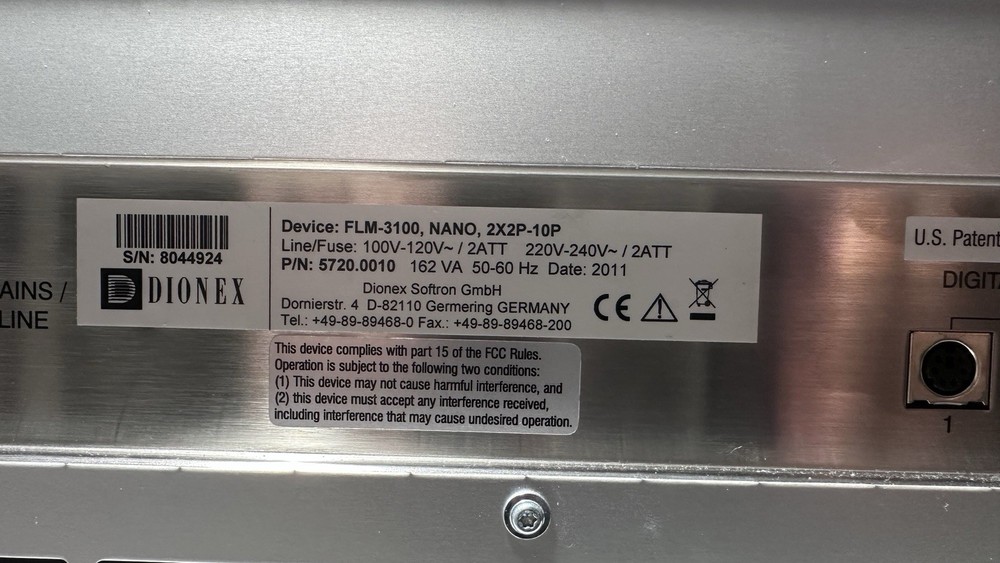 S/N: 8044924
DIONEX
Device: FLM-3100, NANO, 2X2P-10P
Line/Fuse: 100V-120V~ / 2ATT 220V-240V~ / 2ATT
P/N: 5720.0010 162 VA 50-60 Hz Date: 2011
Dionex Softron GmbH
Dornierstr. 4 D-82110 Germering GERMANY
Tel.: +49-89-89468-0 Fax.: +49-89-89468-200
CE
This device complies with part 15 of the FCC Rules.
Operation is subject to the following two conditions:
(1) This device may not cause harmful interference, and
(2) this device must accept any interference received,
including interference that may cause undesired operation.
AINS /
LINE
U.S. Patent
DIGIT
1